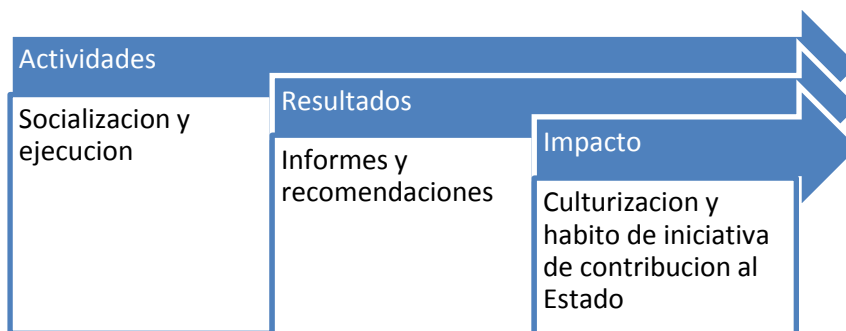 Actividades
Socializacion y
ejecucion
Resultados
Informes y
recomendaciones
Impacto
Culturizacion y
habito de iniciativa
de contribucion al
Estado